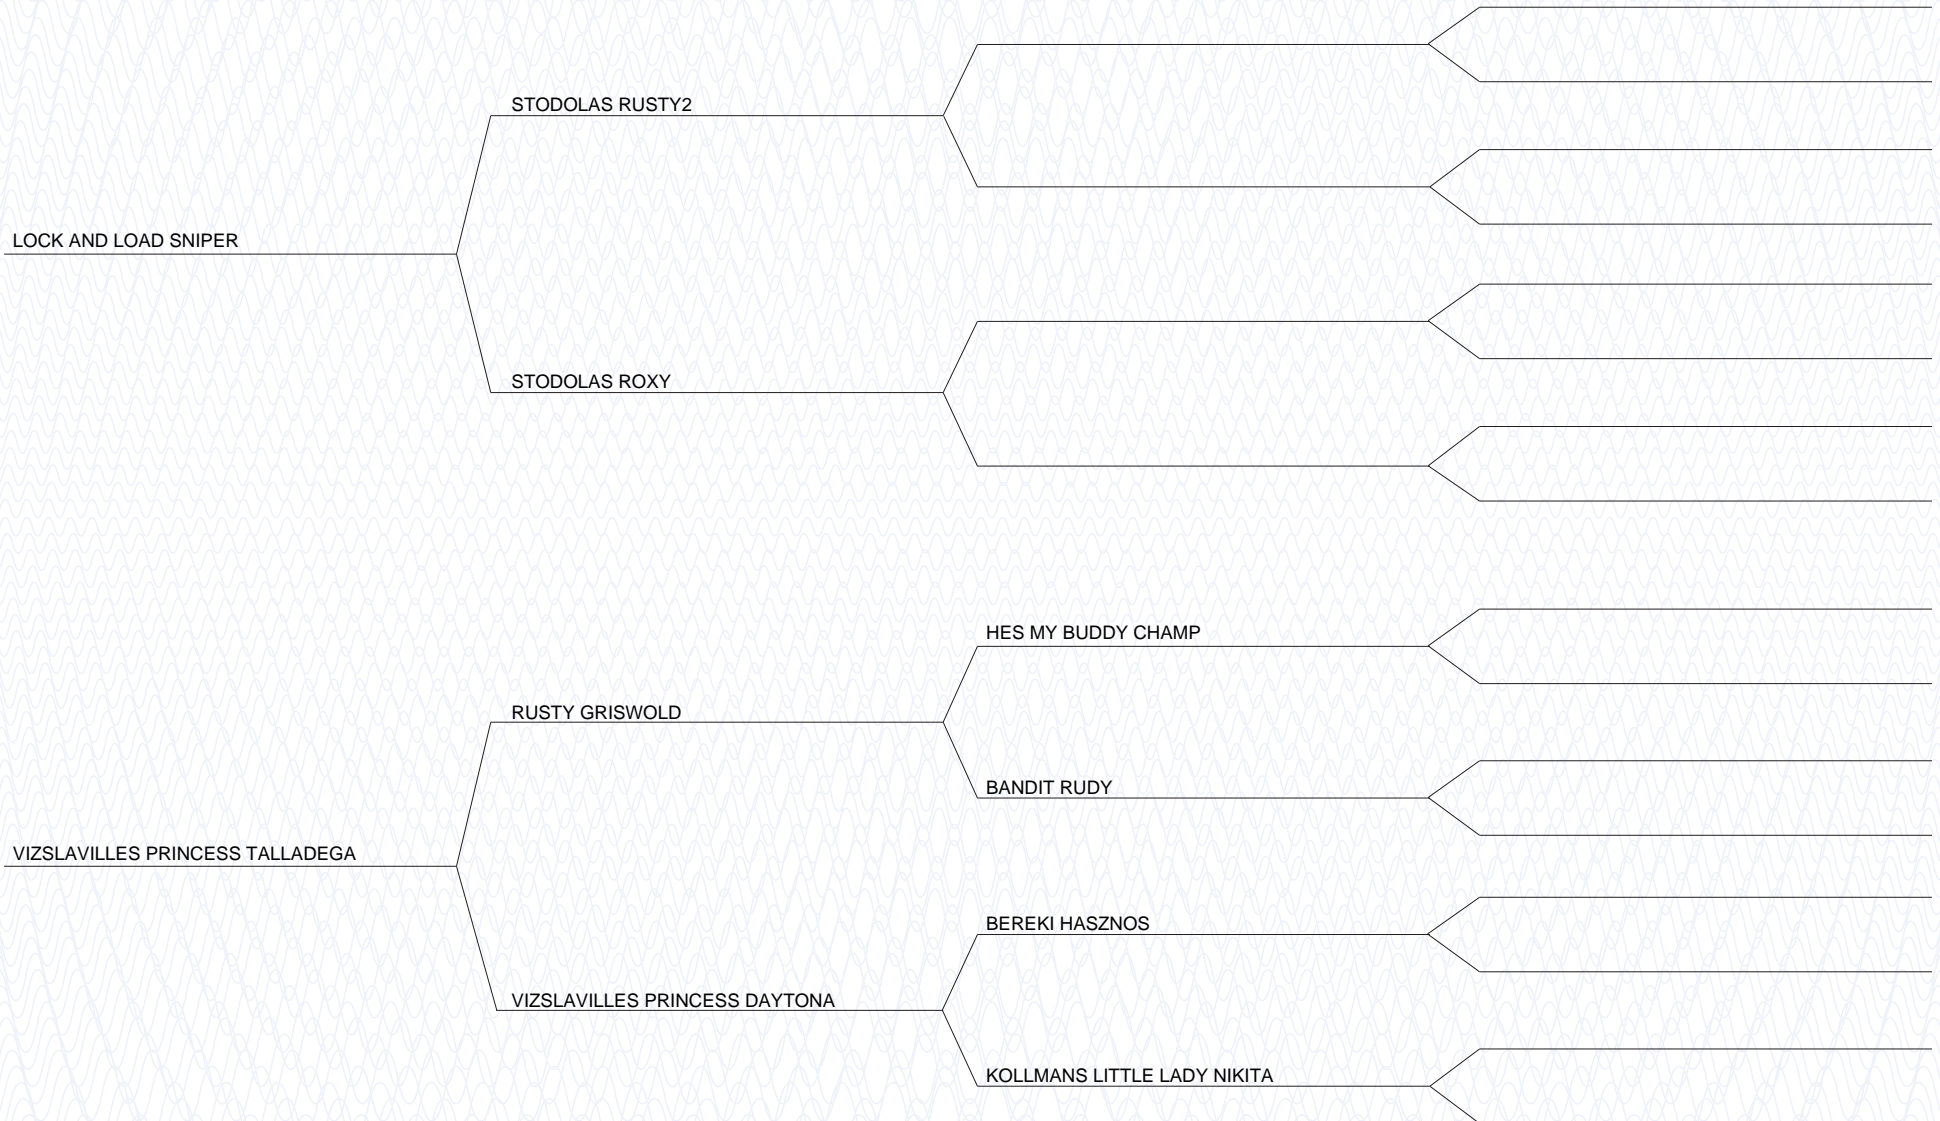 STODOLAS RUSTY2
LOCK AND LOAD SNIPER
STODOLAS ROXY
HES MY BUDDY CHAMP
RUSTY GRISWOLD
BANDIT RUDY
VIZSLAVILLES PRINCESS TALLADEGA
BEREKI HASZNOS
VIZSLAVILLES PRINCESS DAYTONA
KOLLMANS LITTLE LADY NIKITA